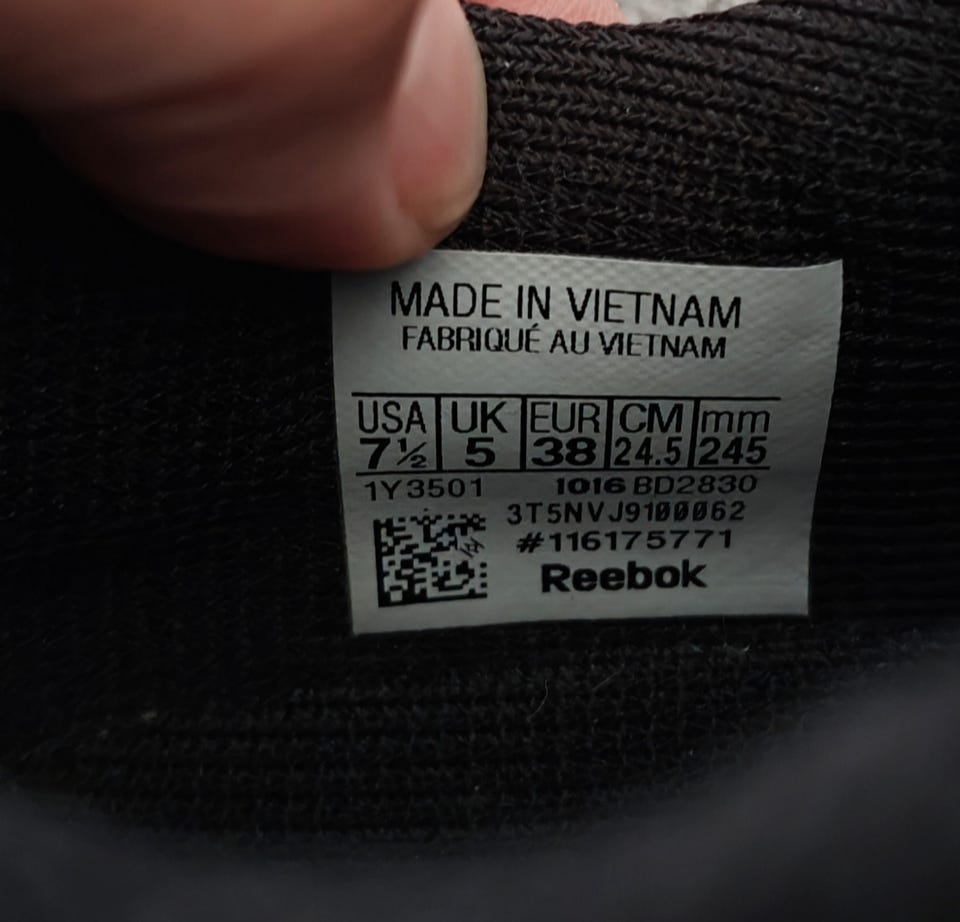 MADE IN VIETNAM
FABRIQUÉ AU VIETNAM
USA UK EUR CM mm
7½ 5 38 24.5 245
1Y3501 1016 BD2830
3T5NVJ9100062
#116175771
Reebok